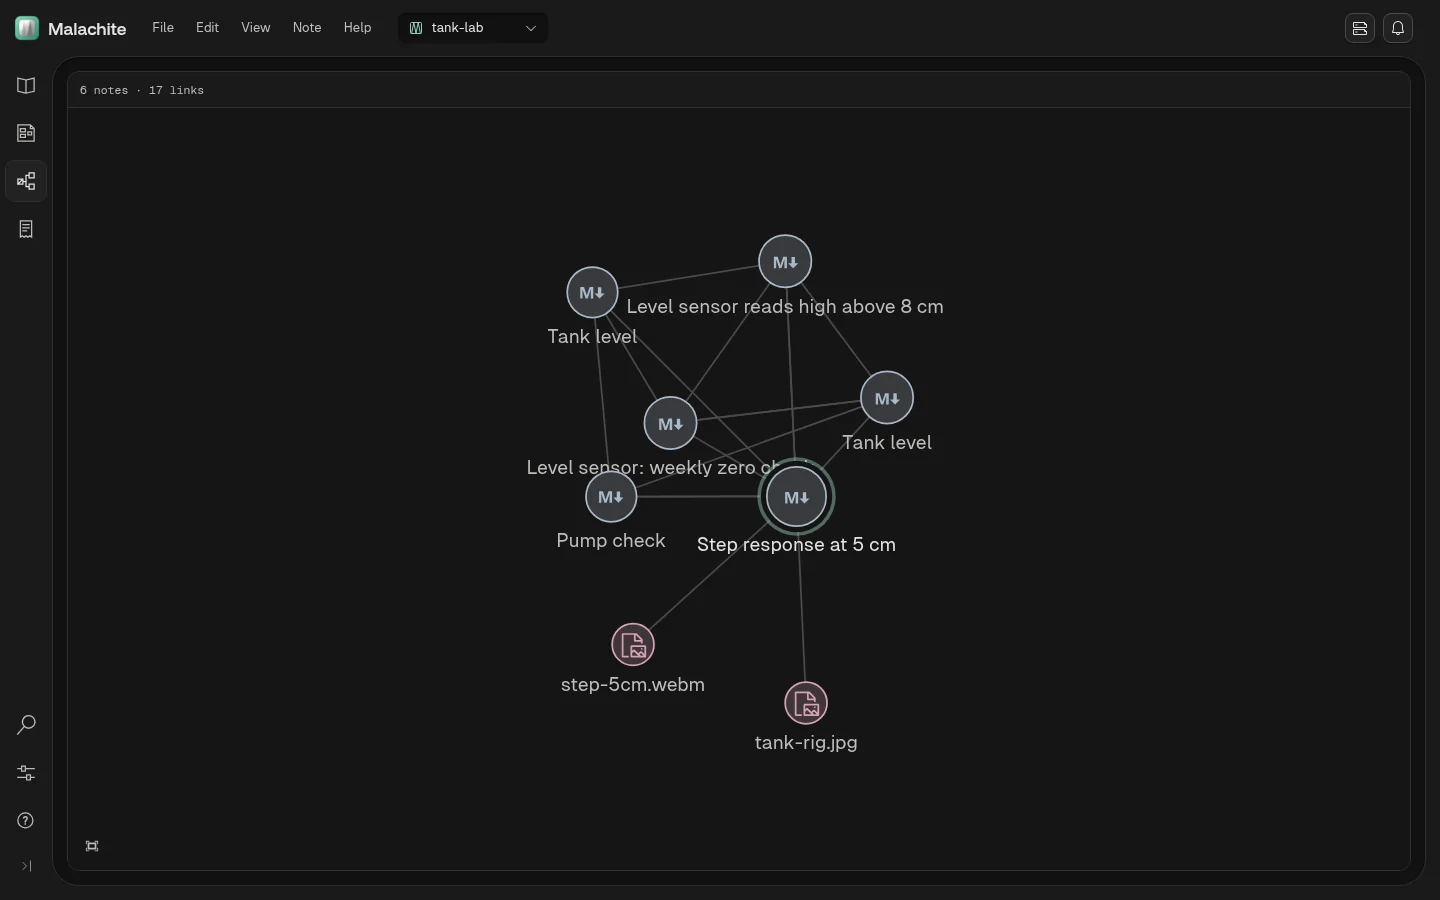 Malachite File Edit View Note Help tank-lab
6 notes · 17 links
M
M
Level sensor reads high above 8 cm
Tank level
M
M
Tank level
Level sensor: weekly zero
M
M
Pump check
Step response at 5 cm
step-5cm.webm
tank-rig.jpg